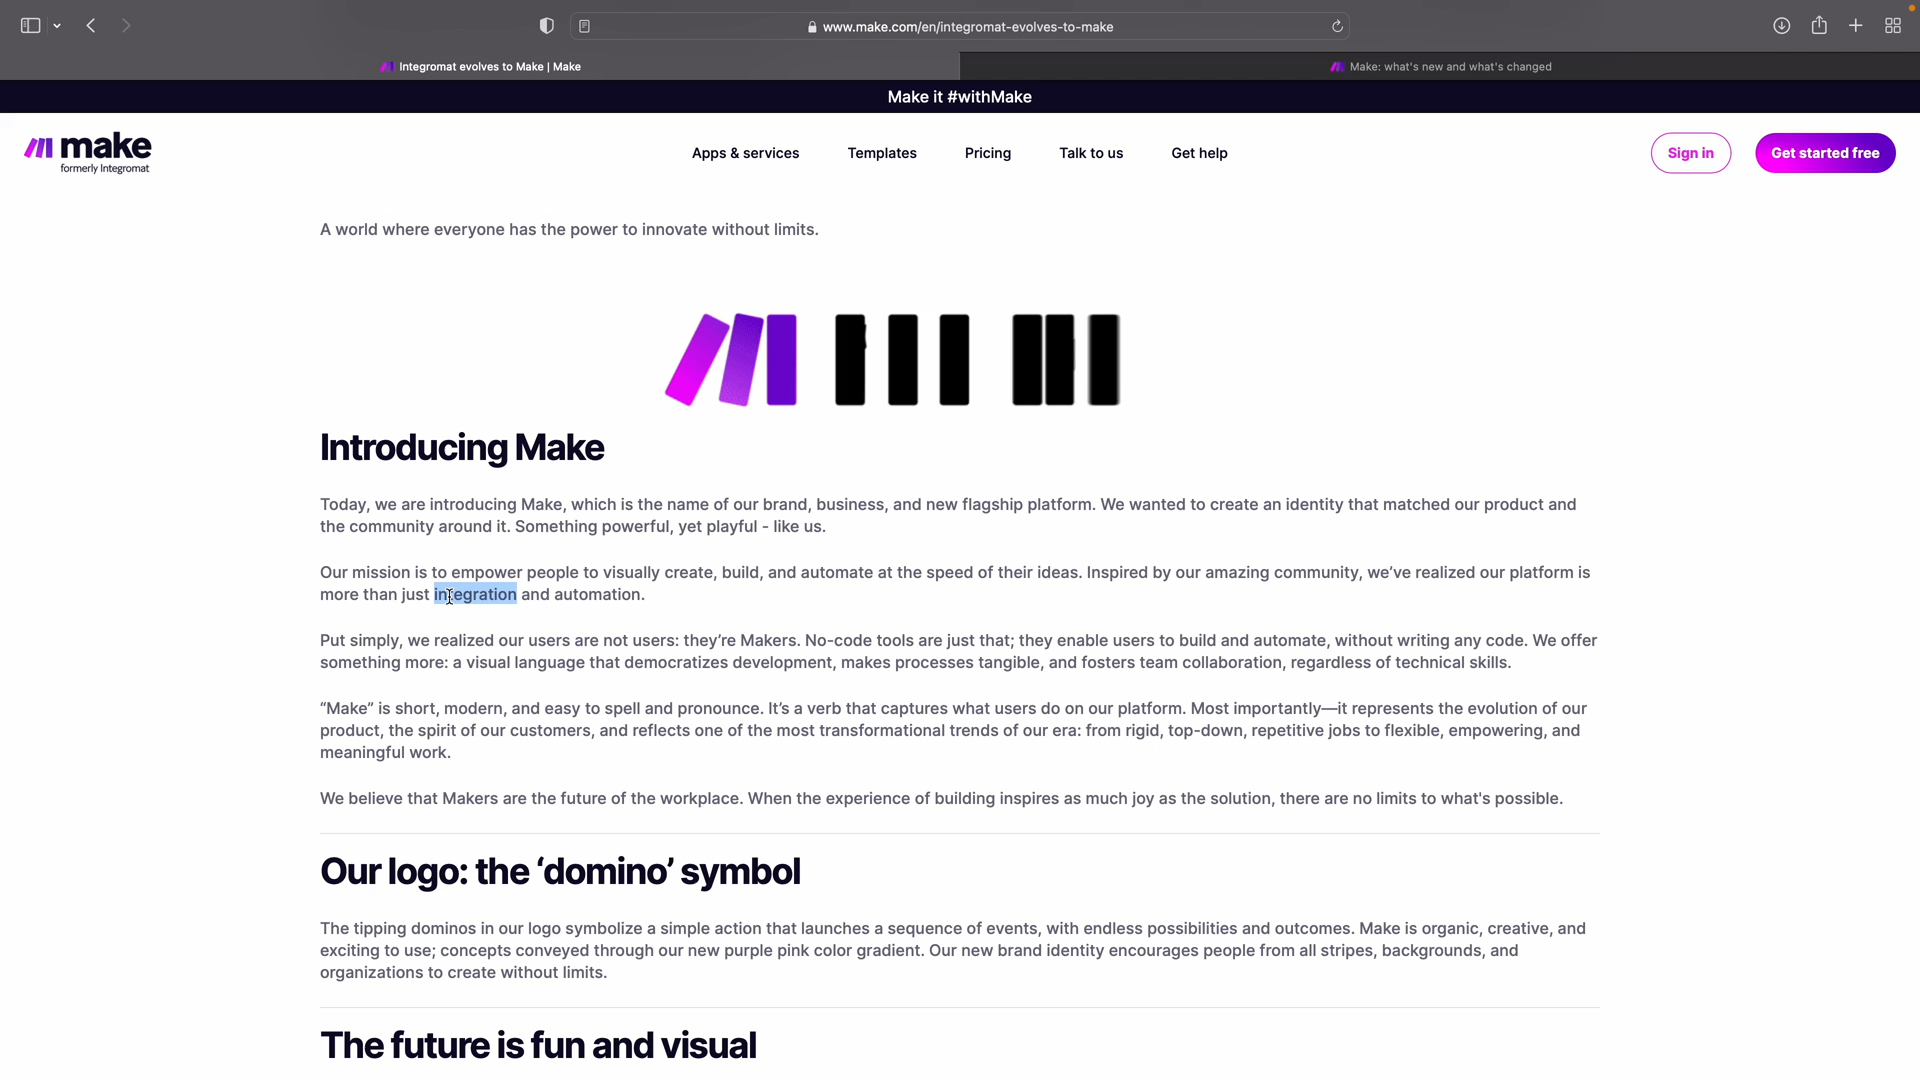 www.make.com/en/integromat-evolves-to-make
Integromat evolves to Make | Make
Make: what's new and what's changed
Make it #withMake
make
formerly Integromat
Apps & services
Templates
Pricing
Talk to us
Get help
Sign in
Get started free
A world where everyone has the power to innovate without limits.
Introducing Make
Today, we are introducing Make, which is the name of our brand, business, and new flagship platform. We wanted to create an identity that matched our product and
the community around it. Something powerful, yet playful - like us.
Our mission is to empower people to visually create, build, and automate at the speed of their ideas. Inspired by our amazing community, we’ve realized our platform is
more than just integration and automation.
Put simply, we realized our users are not users: they’re Makers. No-code tools are just that; they enable users to build and automate, without writing any code. We offer
something more: a visual language that democratizes development, makes processes tangible, and fosters team collaboration, regardless of technical skills.
“Make” is short, modern, and easy to spell and pronounce. It’s a verb that captures what users do on our platform. Most importantly—it represents the evolution of our
product, the spirit of our customers, and reflects one of the most transformational trends of our era: from rigid, top-down, repetitive jobs to flexible, empowering, and
meaningful work.
We believe that Makers are the future of the workplace. When the experience of building inspires as much joy as the solution, there are no limits to what's possible.
Our logo: the ‘domino’ symbol
The tipping dominos in our logo symbolize a simple action that launches a sequence of events, with endless possibilities and outcomes. Make is organic, creative, and
exciting to use; concepts conveyed through our new purple pink color gradient. Our new brand identity encourages people from all stripes, backgrounds, and
organizations to create without limits.
The future is fun and visual